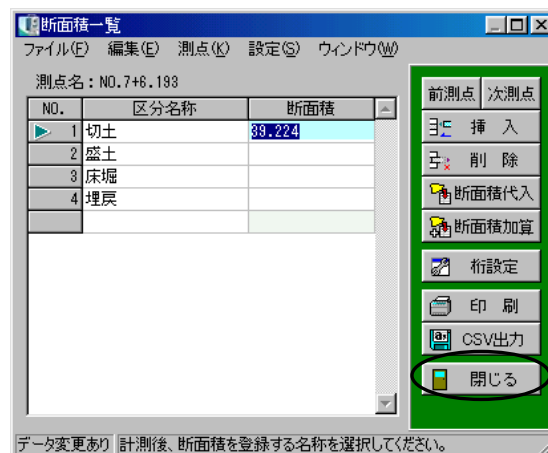 断面積一覧
ファイル(F) 編集(E) 測点(K) 設定(S) ウィンドウ(W)
測点名:NO.7+6.193
NO. 区分名称 断面積
1 切土 39.224
2 盛土
3 床堀
4 埋戻
前測点 次測点
挿 入
削 除
断面積代入
断面積加算
桁設定
印 刷
CSV出力
閉じる
データ変更あり 計測後、断面積を登録する名称を選択してください。